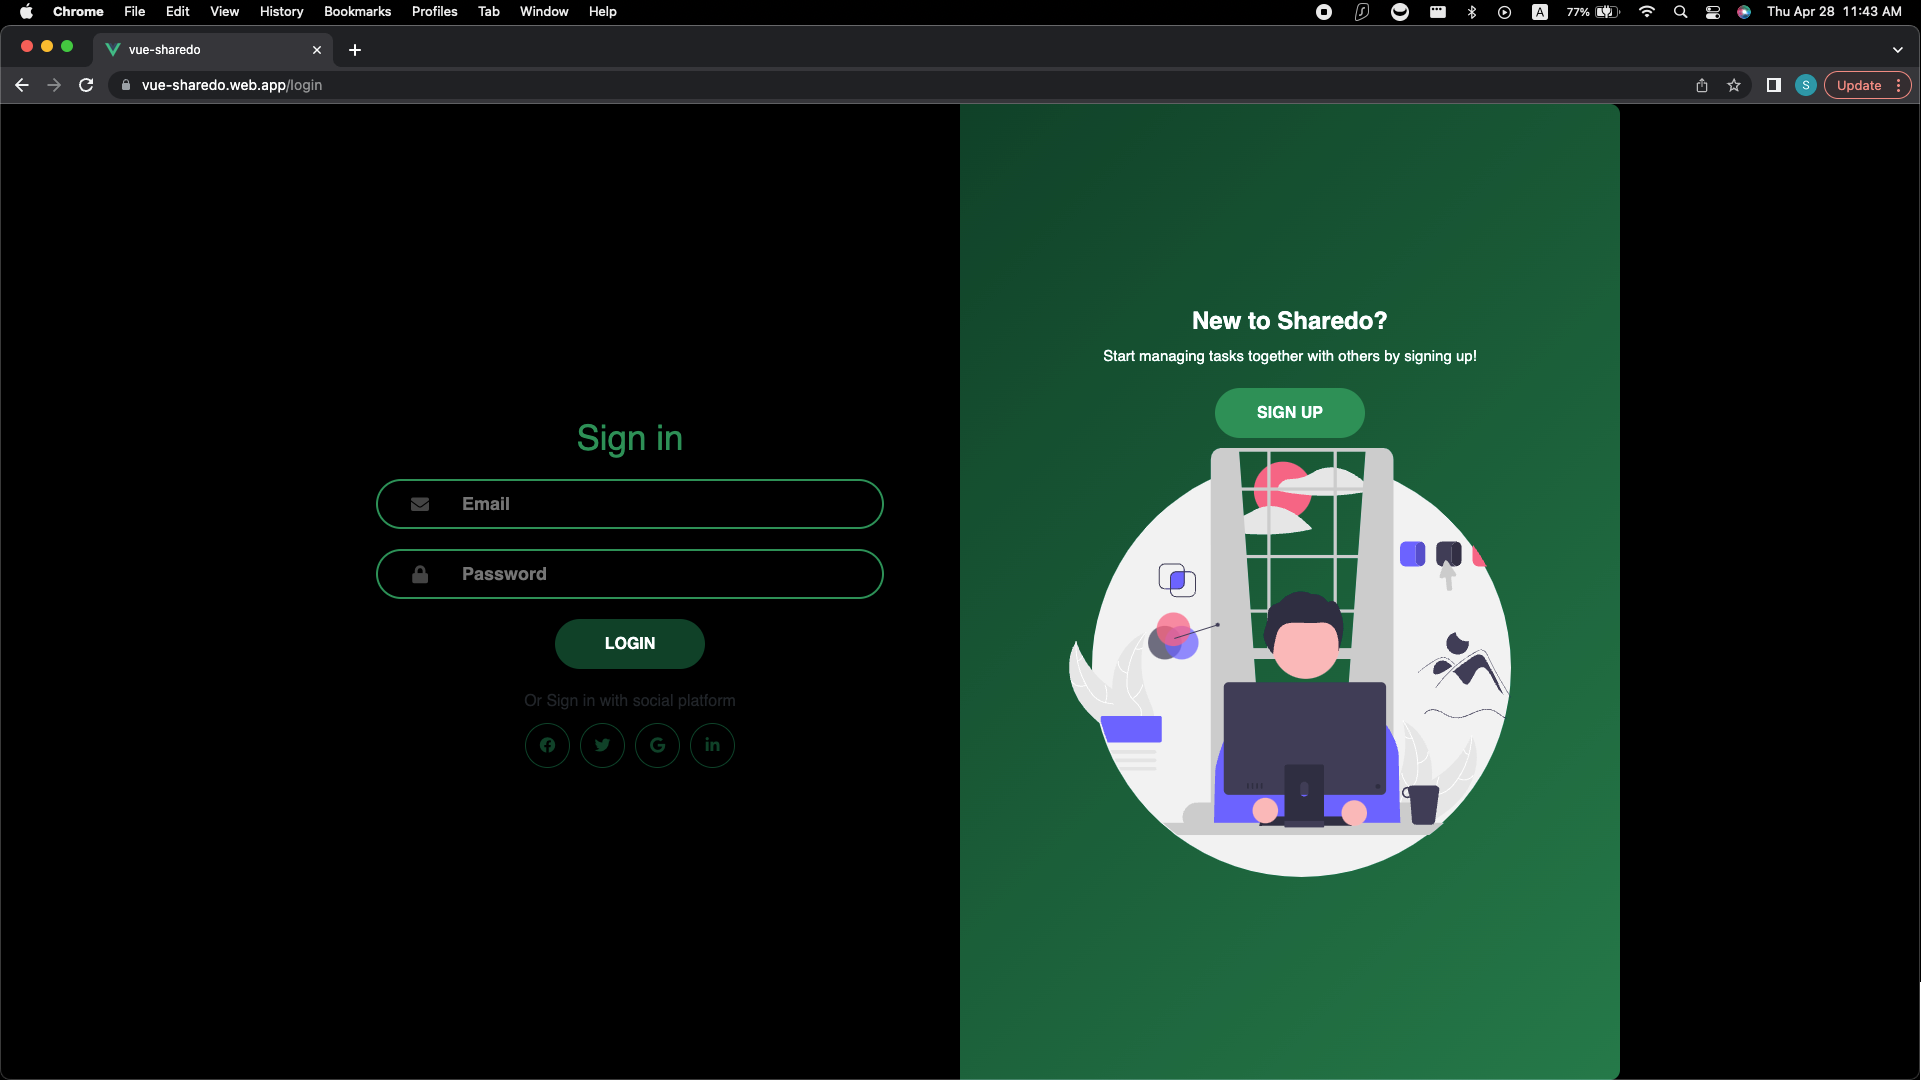 Chrome File Edit View History Bookmarks Profiles Tab Window Help A 77% Thu Apr 28 11:43 AM
vue-sharedo
vue-sharedo.web.app/login S Update
New to Sharedo?
Start managing tasks together with others by signing up!
SIGN UP
Sign in
Email
Password
LOGIN
Or Sign in with social platform